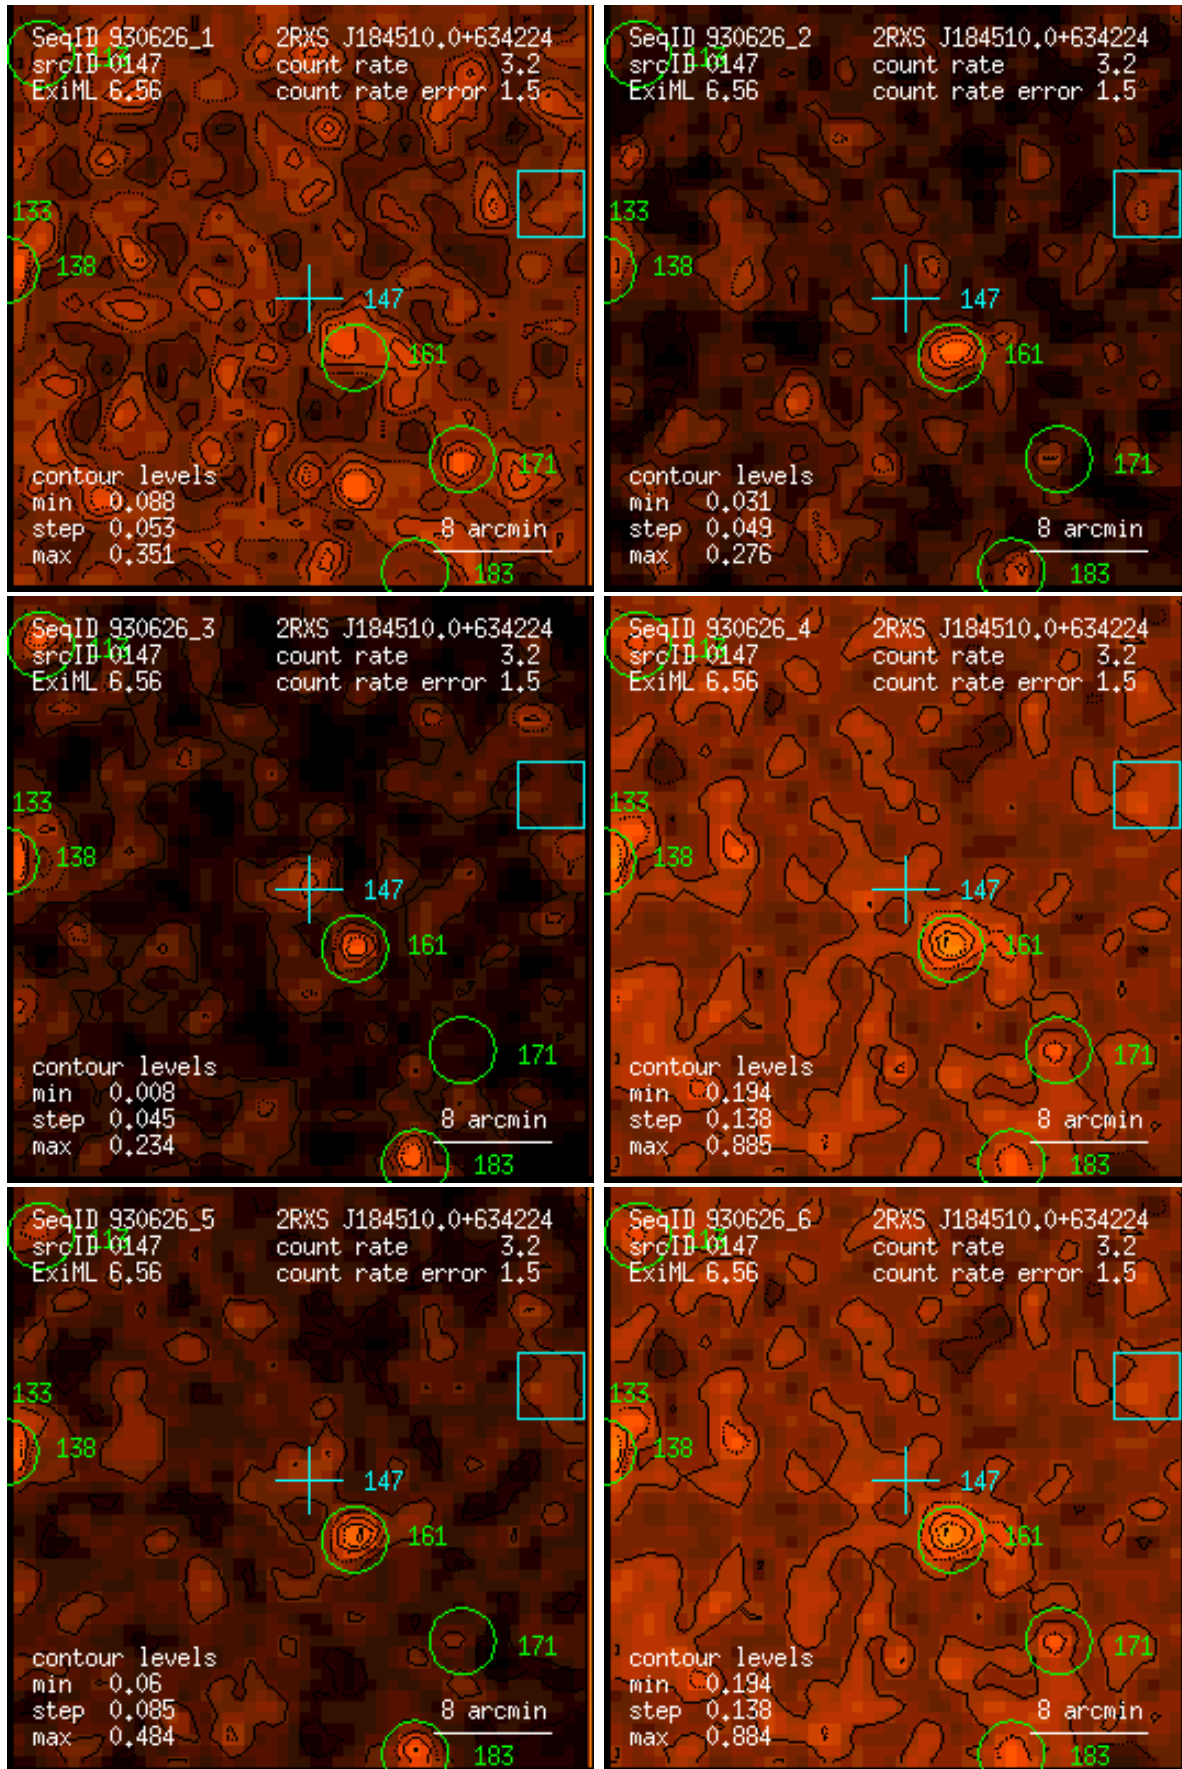 SeqID 930626_1 2RXS J184510.0+634224
srcID 0147 count rate 3.2
ExiML 6.56 count rate error 1.5
133
138
147
161
171
contour levels
min 0.088
step 0.053
max 0.351
8 arcmin
183
SeqID 930626_2 2RXS J184510.0+634224
srcID 0147 count rate 3.2
ExiML 6.56 count rate error 1.5
133
138
147
161
171
contour levels
min 0.031
step 0.049
max 0.276
8 arcmin
183
SeqID 930626_3 2RXS J184510.0+634224
srcID 0147 count rate 3.2
ExiML 6.56 count rate error 1.5
133
138
147
161
171
contour levels
min 0.008
step 0.045
max 0.234
8 arcmin
183
SeqID 930626_4 2RXS J184510.0+634224
srcID 0147 count rate 3.2
ExiML 6.56 count rate error 1.5
133
138
147
161
171
contour levels
min 0.194
step 0.138
max 0.885
8 arcmin
183
SeqID 930626_5 2RXS J184510.0+634224
srcID 0147 count rate 3.2
ExiML 6.56 count rate error 1.5
133
138
147
161
171
contour levels
min 0.06
step 0.085
max 0.484
8 arcmin
183
SeqID 930626_6 2RXS J184510.0+634224
srcID 0147 count rate 3.2
ExiML 6.56 count rate error 1.5
133
138
147
161
171
contour levels
min 0.194
step 0.138
max 0.884
8 arcmin
183